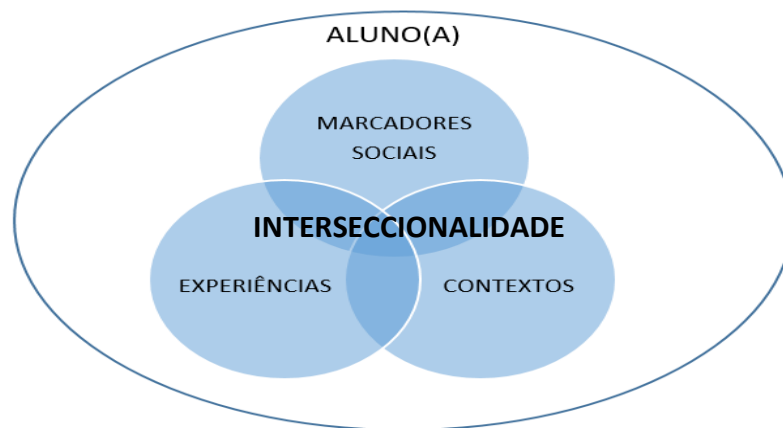 ALUNO(A)
MARCADORES
SOCIAIS
INTERSECCIONALIDADE
EXPERIÊNCIAS
CONTEXTOS